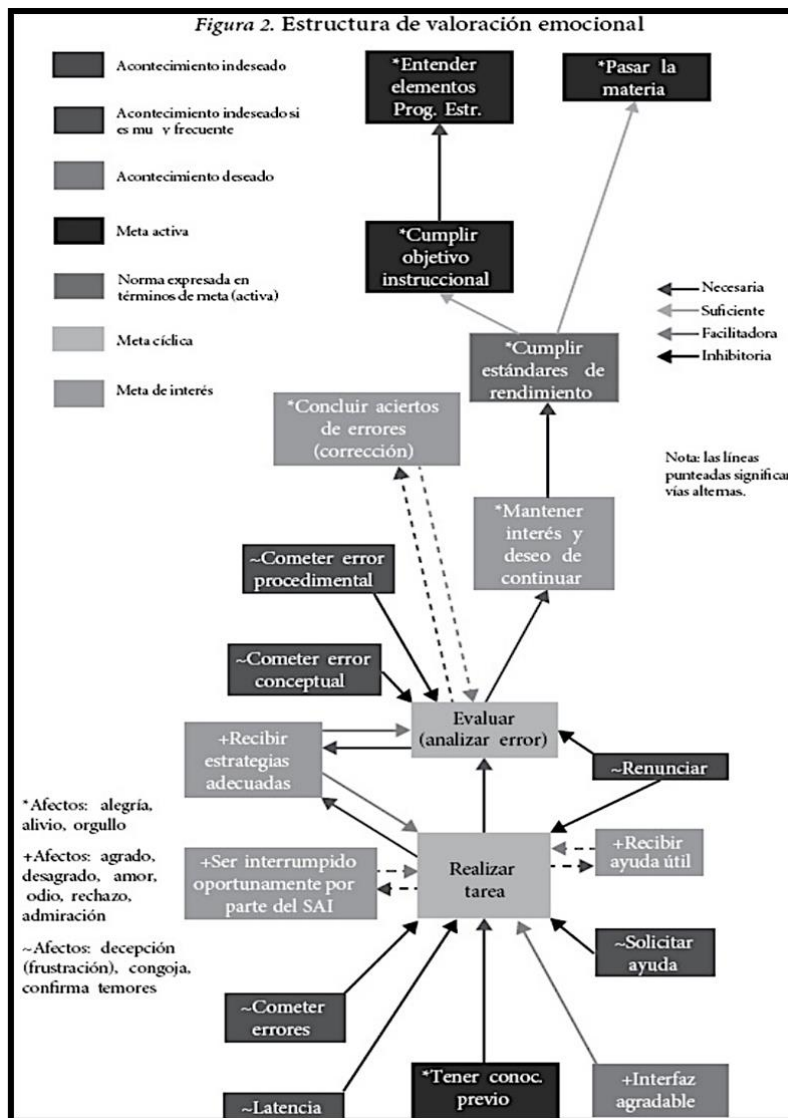 Figura 2. Estructura de valoración emocional
Acontecimiento indeseado
Acontecimiento indeseado si
es mu y frecuente
Acontecimiento deseado
Meta activa
Norma expresada en
términos de meta (activa)
Meta cíclica
Meta de interés
*Entender
elementos
Prog. Estr.
*Pasar la
materia
*Cumplir
objetivo
instruccional
Necesaria
Suficiente
Facilitadora
Inhibitoria
*Cumplir
estándares de
rendimiento
*Concluir aciertos
de errores
(corrección)
Nota: las líneas
punteadas significan
vías alternas.
*Mantener
interés y
deseo de
continuar
~Cometer error
procedimental
~Cometer error
conceptual
Evaluar
(analizar error)
+Recibir
estrategias
adecuadas
~Renunciar
*Afectos: alegría,
alivio, orgullo
+Afectos: agrado,
desagrado, amor,
odio, rechazo,
admiración
~Afectos: decepción
(frustración), congoja,
confirma temores
+Ser interrumpido
oportunamente por
parte del SAI
Realizar
tarea
+Recibir
ayuda útil
~Solicitar
ayuda
~Cometer
errores
~Latencia
*Tener conoc.
previo
+Interfaz
agradable